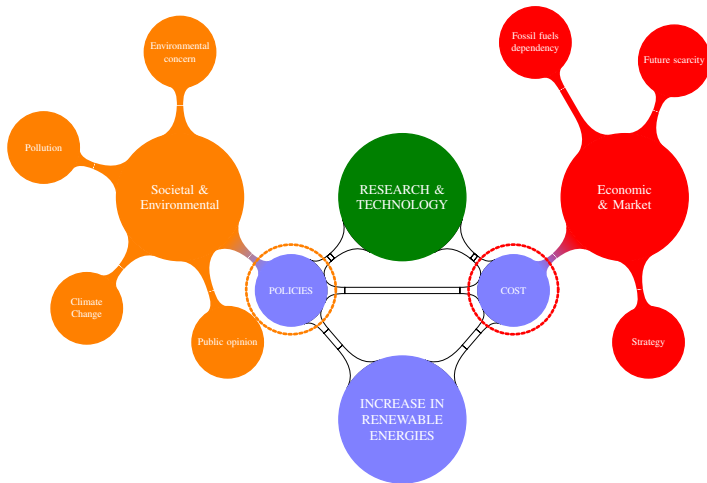 Environmental
concern
Fossil fuels
dependency
Future scarcity
Pollution
Societal &
Environmental
RESEARCH &
TECHNOLOGY
Economic
& Market
POLICIES
COST
Climate
Change
Public opinion
Strategy
INCREASE IN
RENEWABLE
ENERGIES